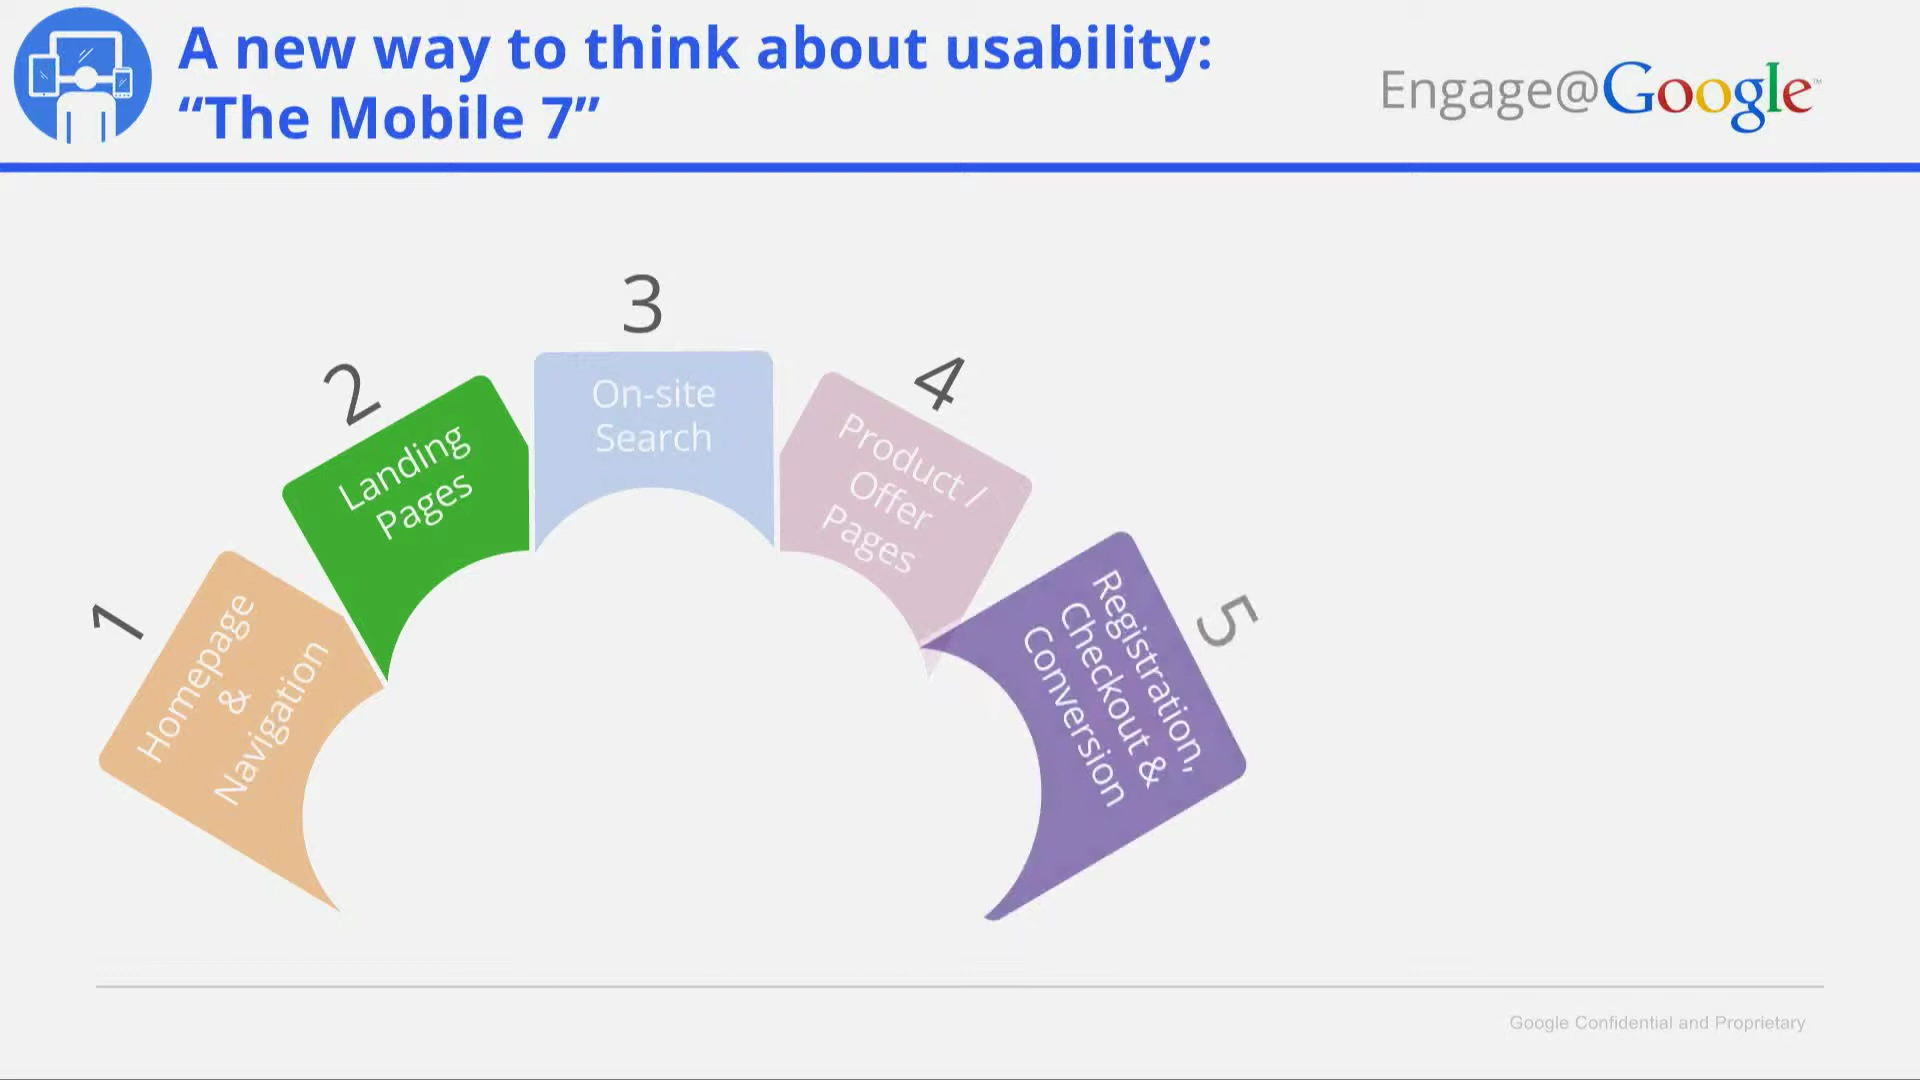 A new way to think about usability:
“The Mobile 7”
Engage@Google™
1
Homepage
&
Navigation
2
Landing
Pages
3
On-site
Search
4
Product /
Offer
Pages
5
Registration,
Checkout &
Conversion
Google Confidential and Proprietary